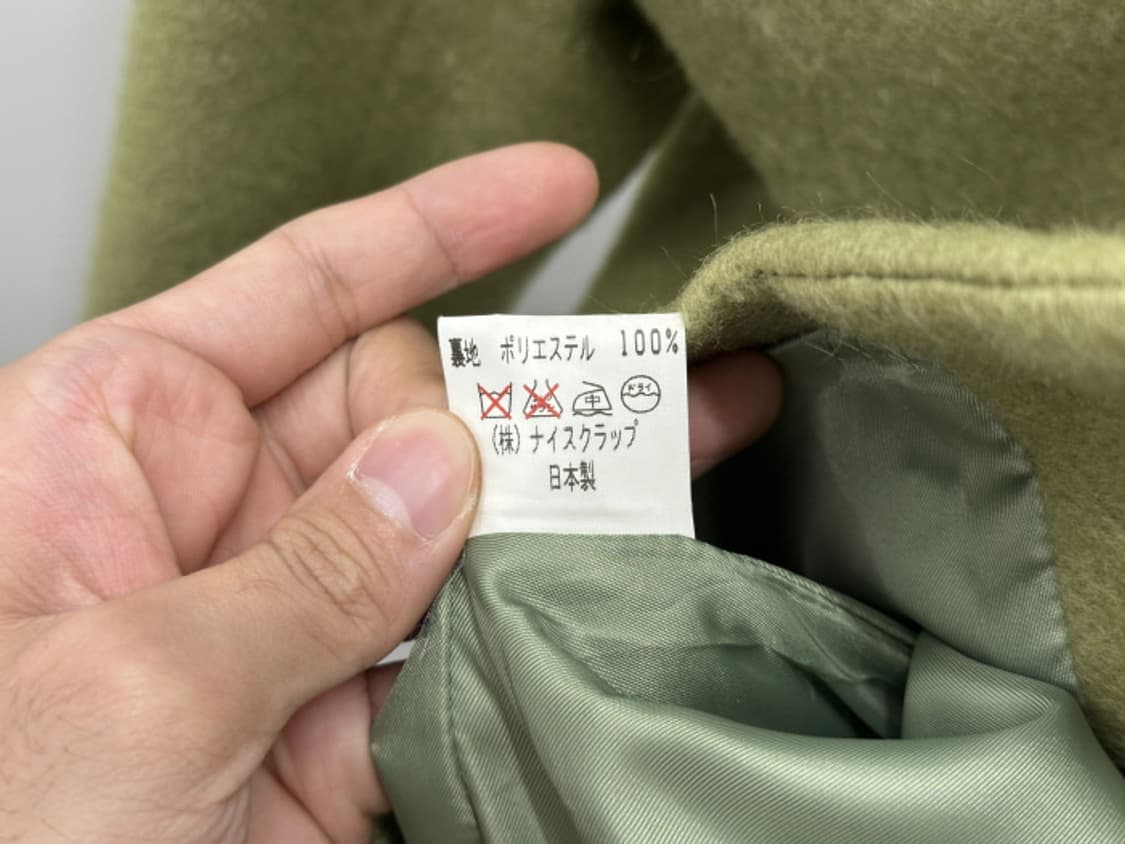 裏地 ポリエステル 100%
中 ドライ
(株)ナイスクラップ
日本製